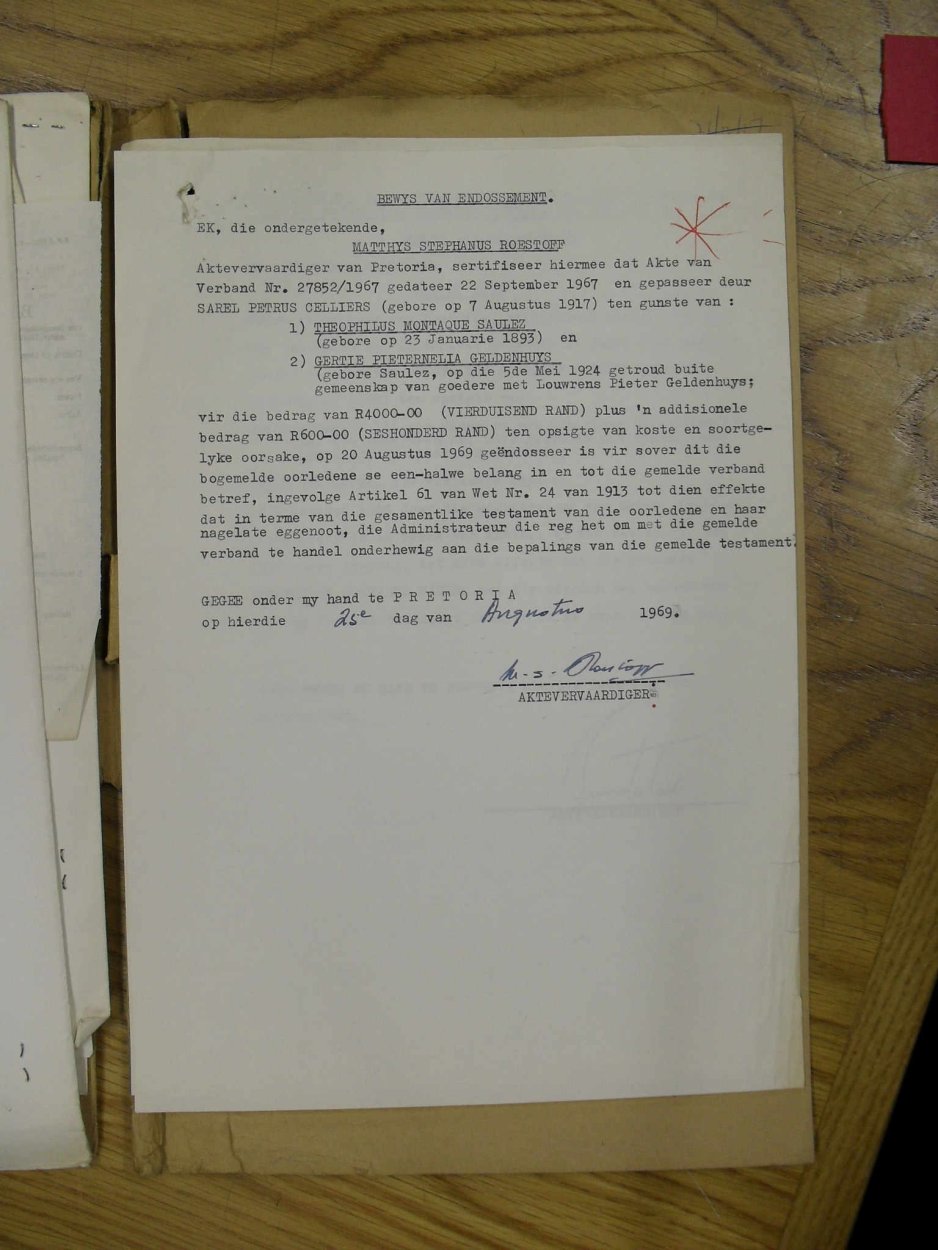 BEWYS VAN ENDOSSEMENT.
EK, die ondergetekende,
MATTHYS STEPHANUS ROESTOFF
Aktevervaardiger van Pretoria, sertifiseer hiermee dat Akte van
Verband Nr. 27852/1967 gedateer 22 September 1967 en gepasseer deur
SAREL PETRUS CELLIERS (gebore op 7 Augustus 1917) ten gunste van :
1) THEOPHILUS MONTAQUE SAULEZ
(gebore op 23 Januarie 1893) en
2) GERTIE PIETERNELIA GELDENHUYS
(gebore Saulez, op die 5de Mei 1924 getroud buite
gemeenskap van goedere met Louwrens Pieter Geldenhuys;
vir die bedrag van R4000-00 (VIERDUISEND RAND) plus 'n addisionele
bedrag van R600-00 (SESHONDERD RAND) ten opsigte van koste en soortge-
lyke oorsake, op 20 Augustus 1969 geëndosseer is vir sover dit die
bogemelde oorledene se een-halwe belang in en tot die gemelde verband
betref, ingevolge Artikel 61 van Wet Nr. 24 van 1913 tot dien effekte
dat in terme van die gesamentlike testament van die oorledene en haar
nagelate eggenoot, die Administrateur die reg het om met die gemelde
verband te handel onderhewig aan die bepalings van die gemelde testament.
GEGEE onder my hand te P R E T O R I A
op hierdie 25e dag van Augustus 1969.
M.S. Roestoff
AKTEVERVAARDIGER